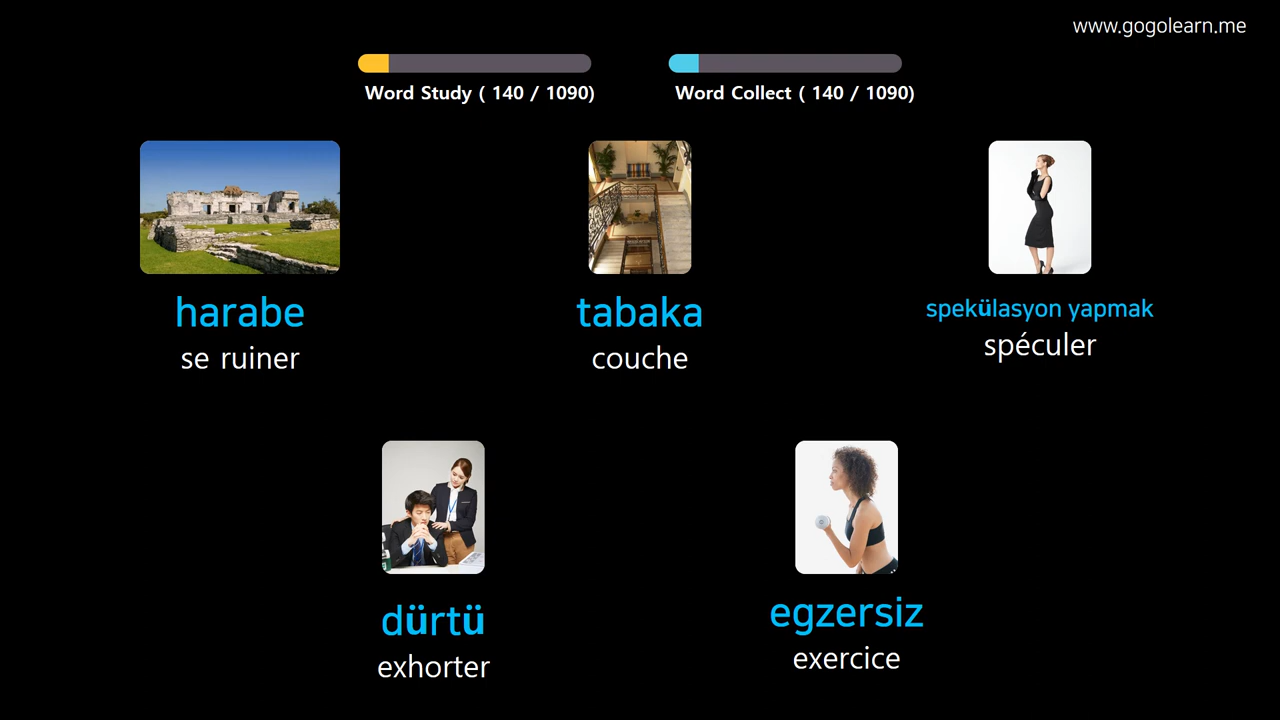 www.gogolearn.me
Word Study ( 140 / 1090)
Word Collect ( 140 / 1090)
harabe
se ruiner
tabaka
couche
spekülasyon yapmak
spéculer
dürtü
exhorter
egzersiz
exercice